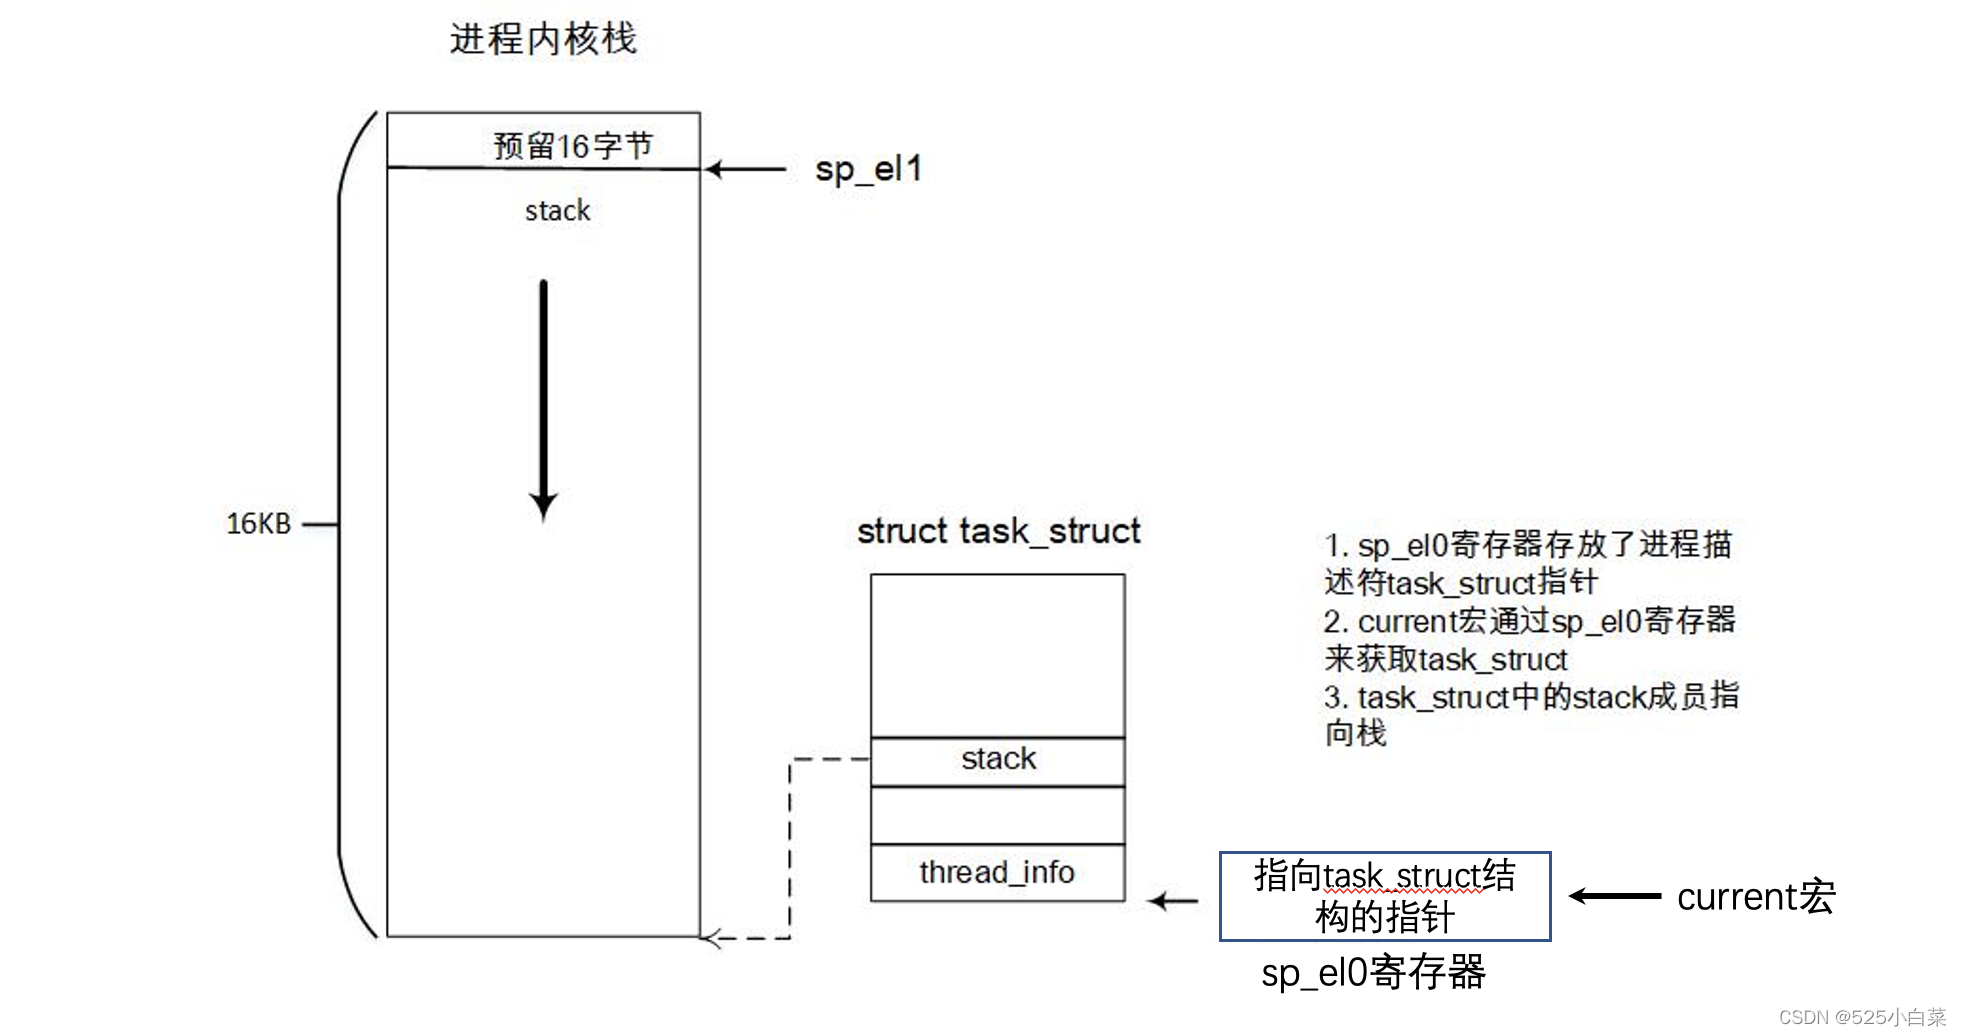 进程内核栈
预留16字节
sp_el1
stack
16KB
struct task_struct
1. sp_el0寄存器存放了进程描
述符task_struct指针
2. current宏通过sp_el0寄存器
来获取task_struct
3. task_struct中的stack成员指
向栈
stack
thread_info
指向task_struct结
构的指针
current宏
sp_el0寄存器
CSDN @525小白菜